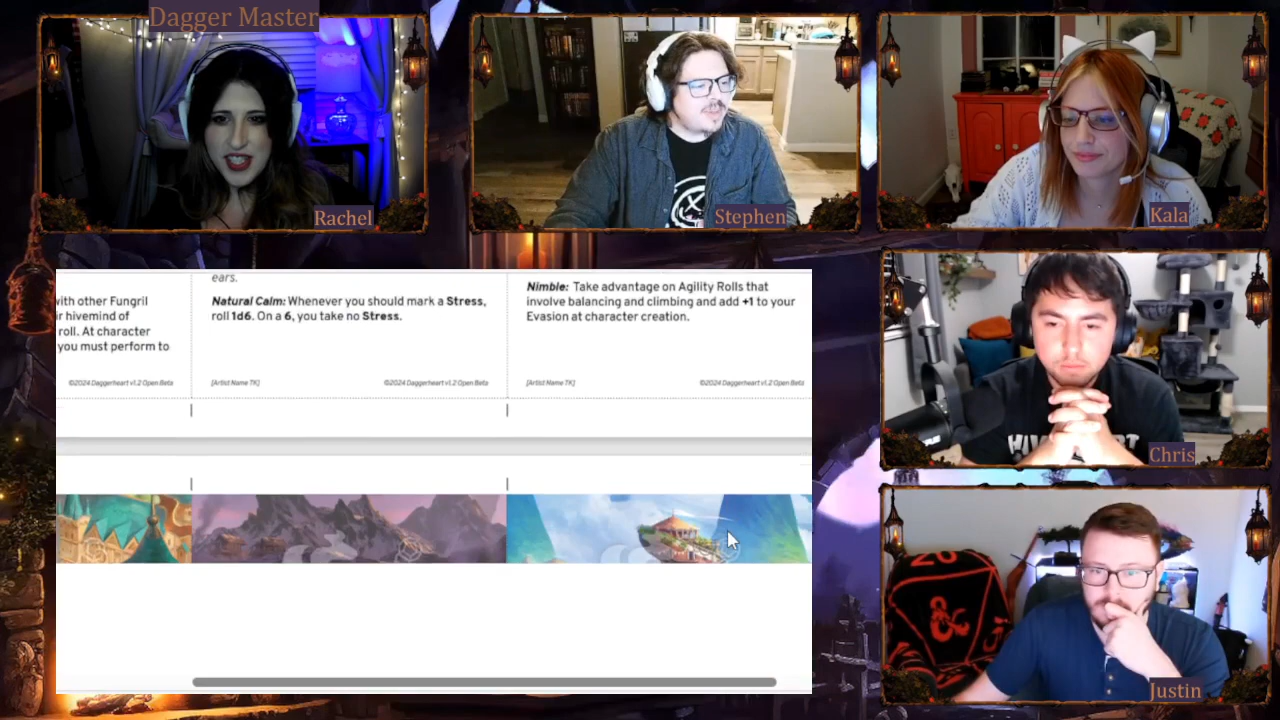 Dagger Master
Rachel
Stephen
Kala
ears.
with other Fungril
ir hivemind of
roll. At character
you must perform to
Natural Calm: Whenever you should mark a Stress,
roll 1d6. On a 6, you take no Stress.
Nimble: Take advantage on Agility Rolls that
involve balancing and climbing and add +1 to your
Evasion at character creation.
©2024 Daggerheart v1.2 Open Beta
[Artist Name TK]
©2024 Daggerheart v1.2 Open Beta
[Artist Name TK]
©2024 Daggerheart v1.2 Open Beta
Chris
20
Justin